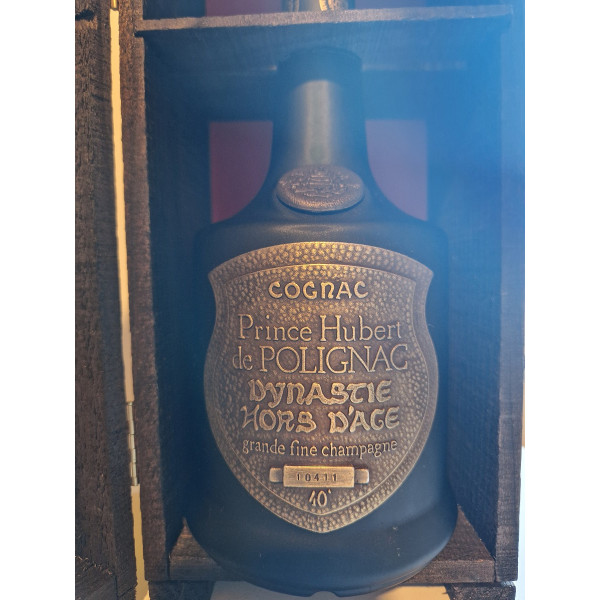 COGNAC
Prince Hubert
de POLIGNAC
DYNASTIE
HORS D'AGE
grande fine champagne
10411
40°